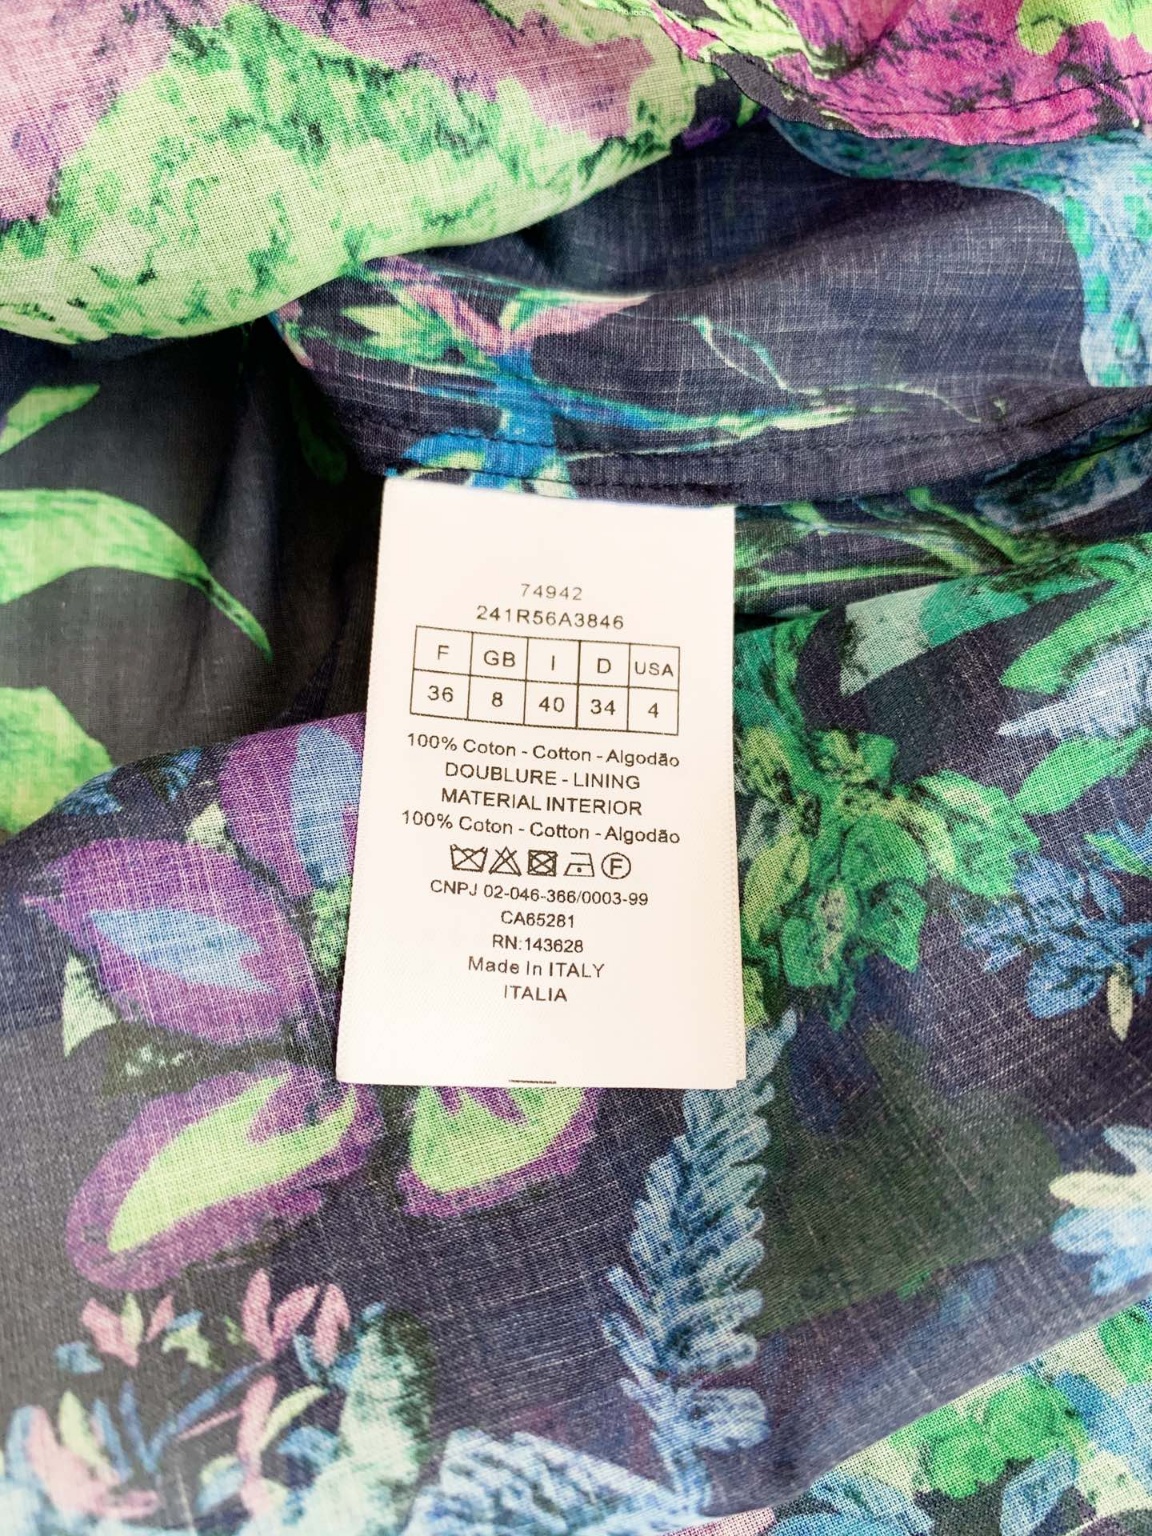 74942
241R56A3846
F GB I D USA
36 8 40 34 4
100% Coton - Cotton - Algodão
DOUBLURE - LINING
MATERIAL INTERIOR
100% Coton - Cotton - Algodão
F
CNPJ 02-046-366/0003-99
CA65281
RN:143628
Made In ITALY
ITALIA